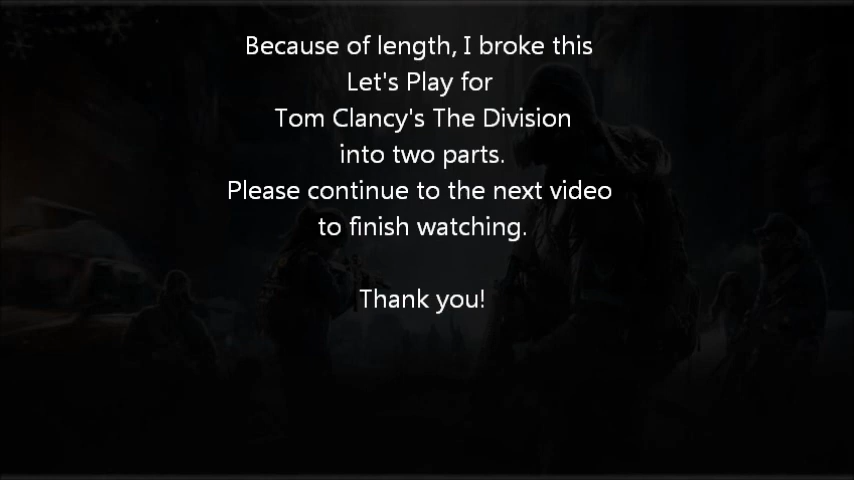 Because of length, I broke this
Let's Play for
Tom Clancy's The Division
into two parts.
Please continue to the next video
to finish watching.
Thank you!